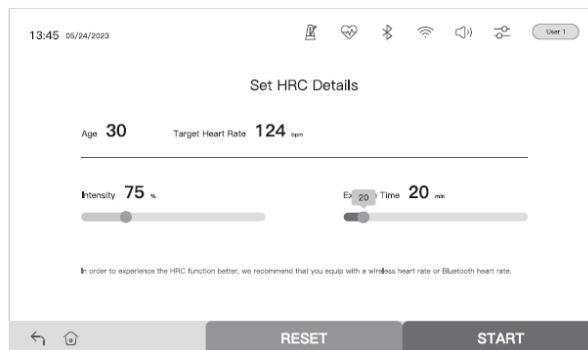 13:45 05/24/2023 User 1
Set HRC Details
Age 30 Target Heart Rate 124 bpm
Intensity 75 % Time 20 min
20
In order to experience the HRC function better, we recommend that you equip with a wireless heart rate or Bluetooth heart rate.
RESET START